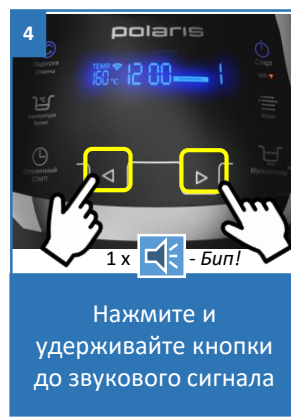 4
polaris
Подогрев
Отмена
TEMP
160°C 12:00 1
Старт
WiFi
Температура
Время
Меню
Отложенный
СТАРТ
Мультиповар
1 x - Бип!
Нажмите и
удерживайте кнопки
до звукового сигнала